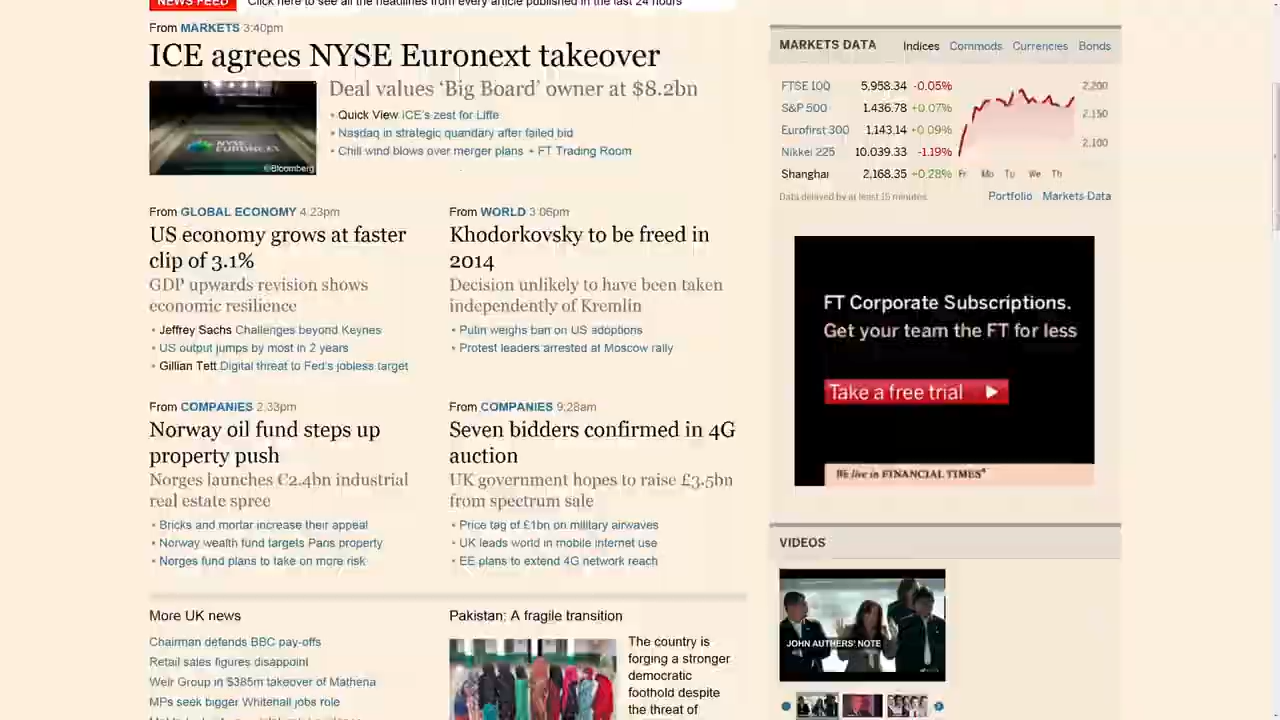 NEWS FEED Click here to see all the headlines from every article published in the last 24 hours
From MARKETS 3:40pm
ICE agrees NYSE Euronext takeover
Deal values ‘Big Board’ owner at $8.2bn
• Quick View ICE's zest for Liffe
• Nasdaq in strategic quandary after failed bid
• Chill wind blows over merger plans • FT Trading Room
NYSE EURONEXT
©Bloomberg
From GLOBAL ECONOMY 4:23pm
US economy grows at faster
clip of 3.1%
GDP upwards revision shows
economic resilience
• Jeffrey Sachs Challenges beyond Keynes
• US output jumps by most in 2 years
• Gillian Tett Digital threat to Fed's jobless target
From WORLD 3:06pm
Khodorkovsky to be freed in
2014
Decision unlikely to have been taken
independently of Kremlin
• Putin weighs ban on US adoptions
• Protest leaders arrested at Moscow rally
From COMPANIES 2:33pm
Norway oil fund steps up
property push
Norges launches €2.4bn industrial
real estate spree
• Bricks and mortar increase their appeal
• Norway wealth fund targets Paris property
• Norges fund plans to take on more risk
From COMPANIES 9:28am
Seven bidders confirmed in 4G
auction
UK government hopes to raise £3.5bn
from spectrum sale
• Price tag of £1bn on military airwaves
• UK leads world in mobile internet use
• EE plans to extend 4G network reach
More UK news
Chairman defends BBC pay-offs
Retail sales figures disappoint
Weir Group in $385m takeover of Mathena
MPs seek bigger Whitehall jobs role
Pakistan: A fragile transition
The country is
forging a stronger
democratic
foothold despite
the threat of
MARKETS DATA Indices Commods Currencies Bonds
FTSE 100 5,958.34 -0.05%
S&P 500 1,436.78 +0.07%
Eurofirst 300 1,143.14 +0.09%
Nikkei 225 10,039.33 -1.19%
Shanghai 2,168.35 +0.28%
2,200
2,150
2,100
Fr Mo Tu We Th
Data delayed by at least 15 minutes
Portfolio Markets Data
FT Corporate Subscriptions.
Get your team the FT for less
Take a free trial
We live in FINANCIAL TIMES®
VIDEOS
JOHN AUTHERS' NOTE